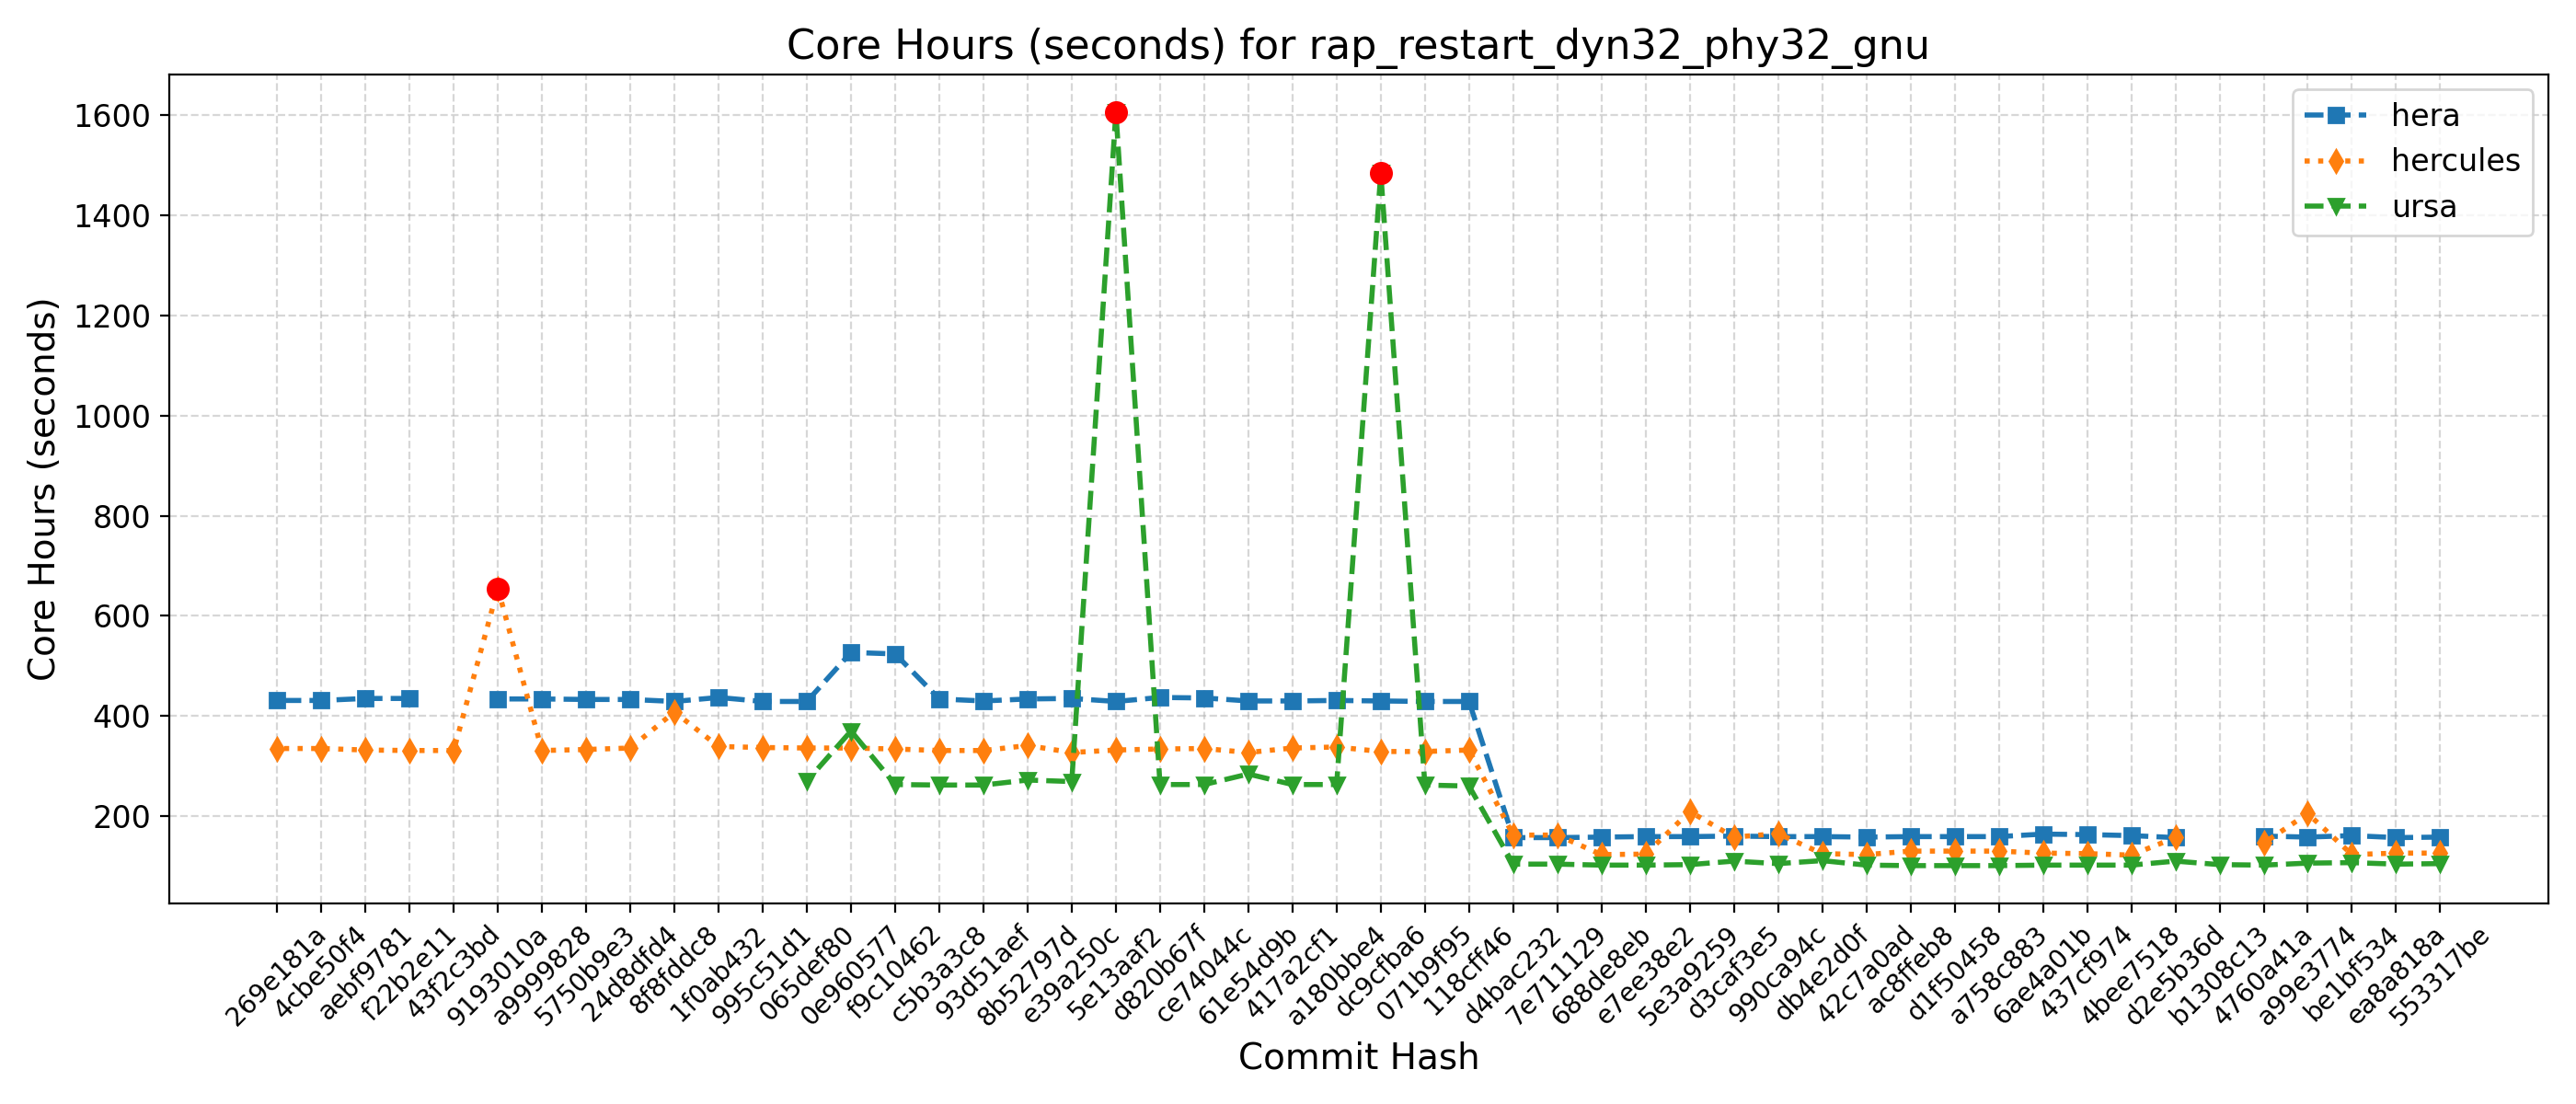 Core Hours (seconds) for rap_restart_dyn32_phy32_gnu
Core Hours (seconds)
1600
1400
1200
1000
800
600
400
200
hera
hercules
ursa
269e181a
4cbe50f4
aebf9781
f22b2e11
43f2c3bd
9193010a
a9999828
5750b9e3
24d8dfd4
8f8fddc8
1f0ab432
995c51d1
065def80
0e960577
f9c10462
c5b3a3c8
93d51aef
8b52797d
e39a250c
5e13aaf2
d820b67f
ce74044c
61e54d9b
417a2cf1
a180bbe4
dc9cfba6
071b9f95
118cff46
d4bac232
7e711129
688de8eb
e7ee38e2
5e3a9259
d3caf3e5
990ca94c
db4e2d0f
42c7a0ad
ac8ffeb8
d1f50458
a758c883
6ae4a01b
437cf974
4bee7518
d2e5b36d
b1308c13
4760a41a
a99e3774
be1bf534
ea8a818a
553317be
Commit Hash